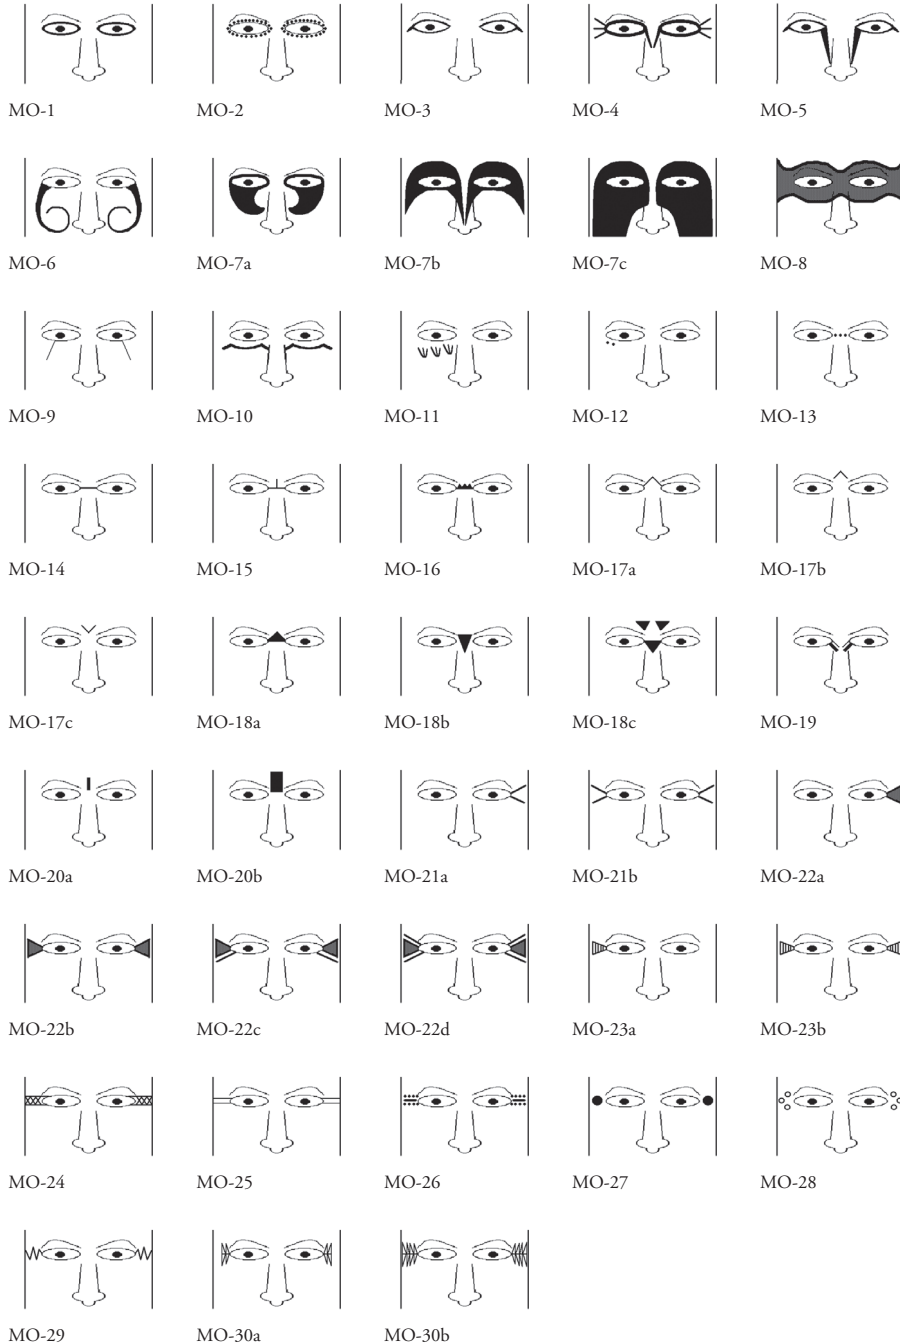 MO-1 MO-2 MO-3 MO-4 MO-5
MO-6 MO-7a MO-7b MO-7c MO-8
MO-9 MO-10 MO-11 MO-12 MO-13
MO-14 MO-15 MO-16 MO-17a MO-17b
MO-17c MO-18a MO-18b MO-18c MO-19
MO-20a MO-20b MO-21a MO-21b MO-22a
MO-22b MO-22c MO-22d MO-23a MO-23b
MO-24 MO-25 MO-26 MO-27 MO-28
MO-29 MO-30a MO-30b